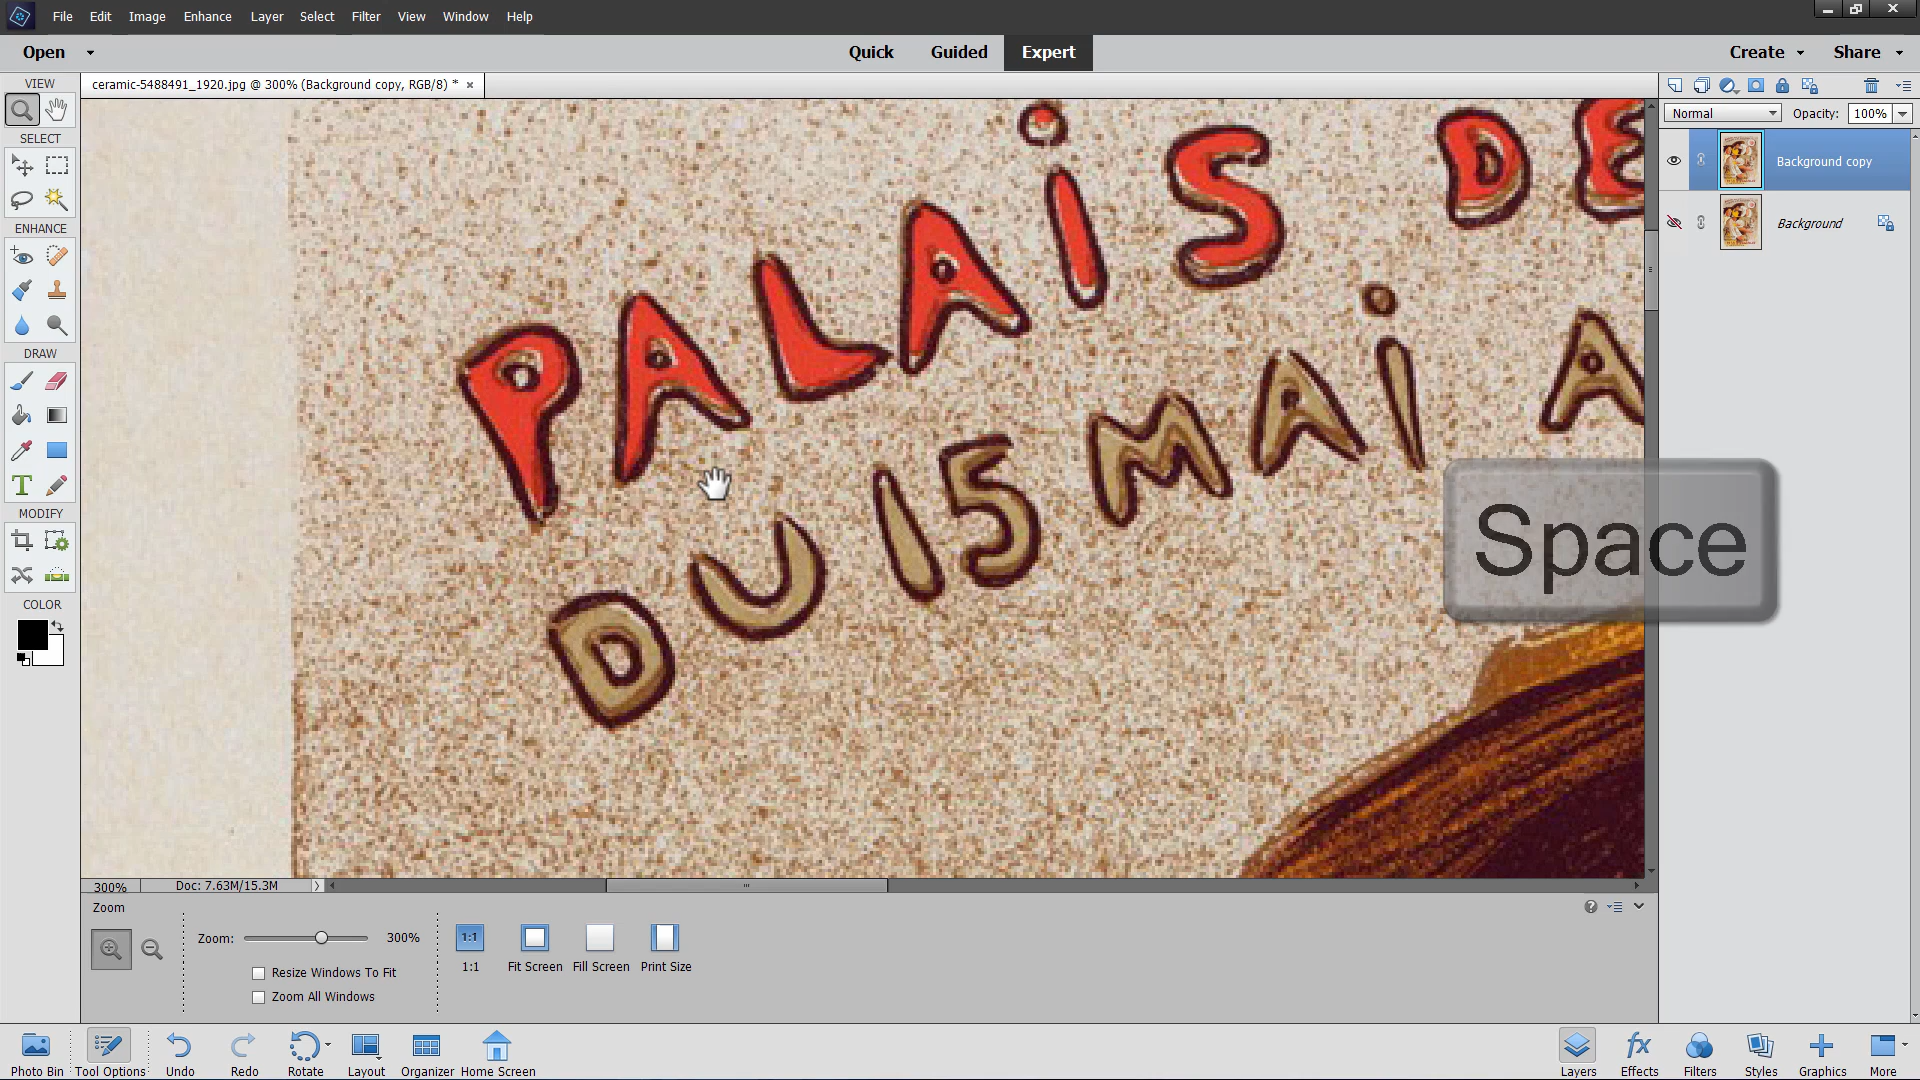 File Edit Image Enhance Layer Select Filter View Window Help
Open Quick Guided Expert Create Share
VIEW
ceramic-5488491_1920.jpg @ 300% (Background copy, RGB/8) * ×
Normal Opacity: 100%
SELECT
Background copy
Background
ENHANCE
DRAW
MODIFY
COLOR
PALAiS DE
DU 15 MAi A
Space
300% Doc: 7.63M/15.3M
Zoom
Zoom: 300%
1:1
1:1 Fit Screen Fill Screen Print Size
Resize Windows To Fit
Zoom All Windows
Photo Bin Tool Options Undo Redo Rotate Layout Organizer Home Screen Layers Effects Filters Styles Graphics More